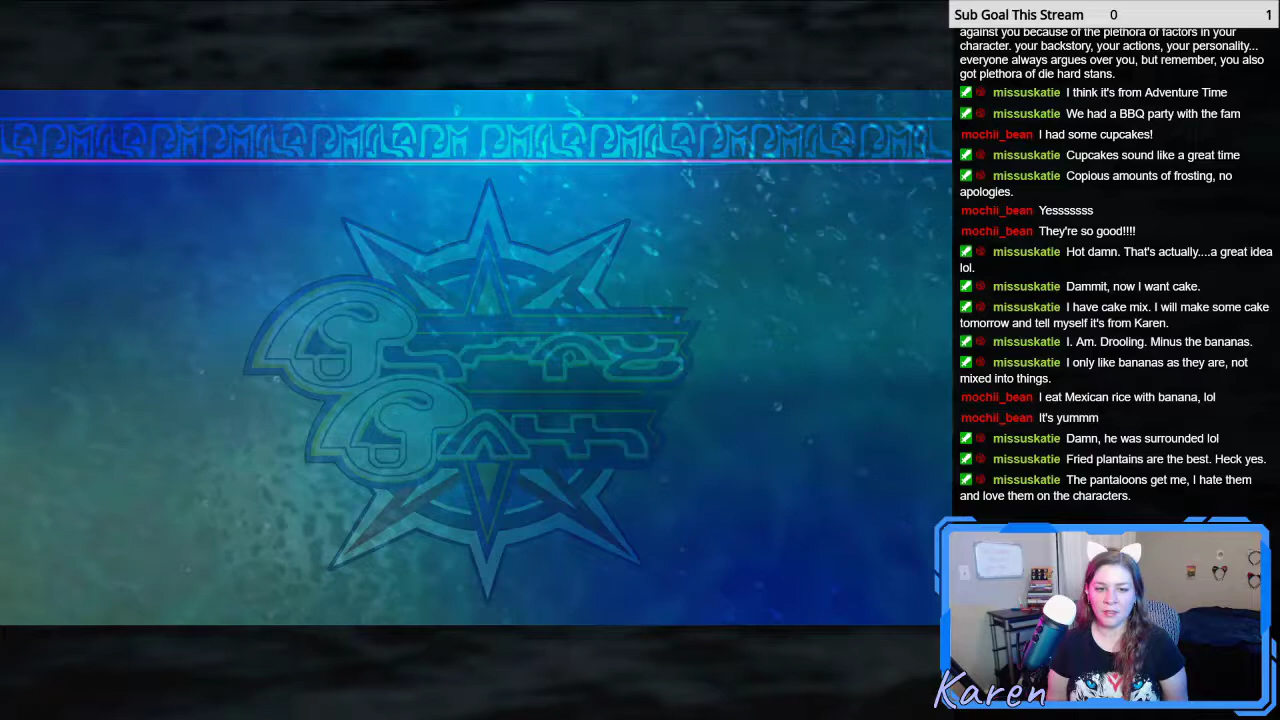 Sub Goal This Stream 0 1
against you because of the plethora of factors in your
character. your backstory, your actions, your personality...
everyone always argues over you, but remember, you also
got plethora of die hard stans.
missuskatie I think it's from Adventure Time
missuskatie We had a BBQ party with the fam
mochii_bean I had some cupcakes!
missuskatie Cupcakes sound like a great time
missuskatie Copious amounts of frosting, no
apologies.
mochii_bean Yesssssss
mochii_bean They're so good!!!!
missuskatie Hot damn. That's actually....a great idea
lol.
missuskatie Dammit, now I want cake.
missuskatie I have cake mix. I will make some cake
tomorrow and tell myself it's from Karen.
missuskatie I. Am. Drooling. Minus the bananas.
missuskatie I only like bananas as they are, not
mixed into things.
mochii_bean I eat Mexican rice with banana, lol
mochii_bean It's yummm
missuskatie Damn, he was surrounded lol
missuskatie Fried plantains are the best. Heck yes.
missuskatie The pantaloons get me, I hate them
and love them on the characters.
Karen